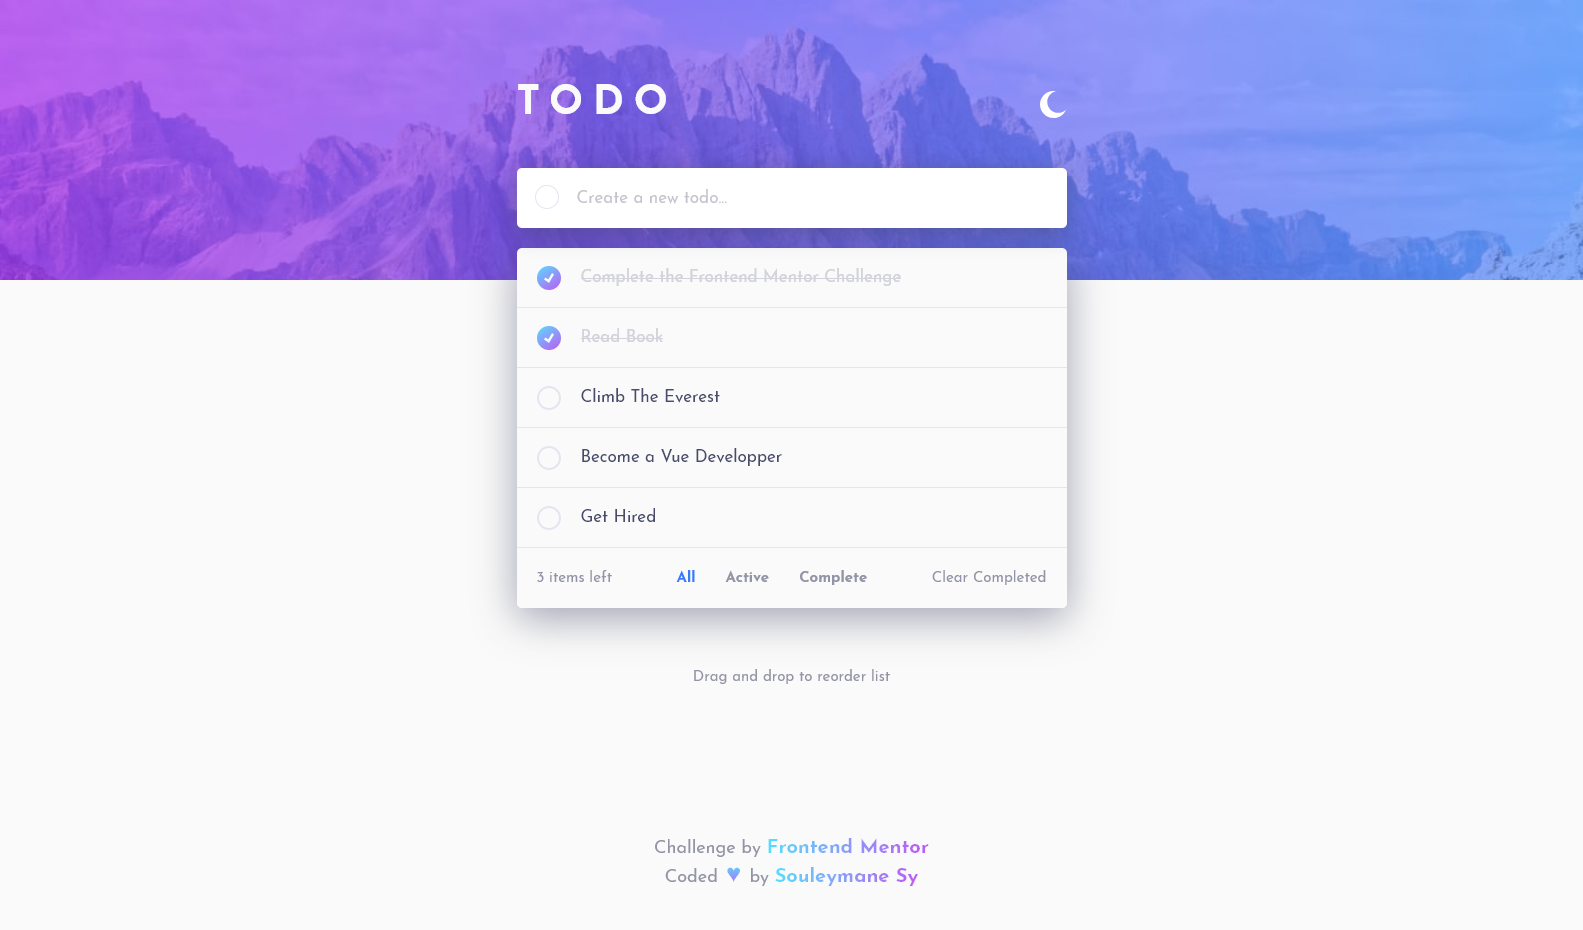 TODO
Create a new todo...
Complete the Frontend Mentor Challenge
Read Book
Climb The Everest
Become a Vue Developper
Get Hired
3 items left All Active Complete Clear Completed
Drag and drop to reorder list
Challenge by Frontend Mentor
Coded ♥ by Souleymane Sy